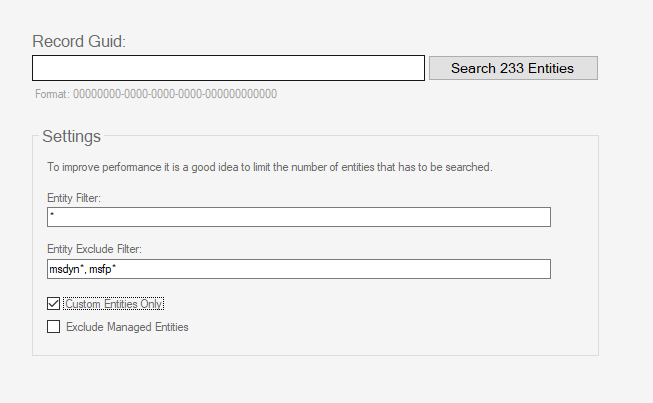 Record Guid:
Search 233 Entities
Format: 00000000-0000-0000-0000-000000000000
Settings
To improve performance it is a good idea to limit the number of entities that has to be searched.
Entity Filter:
*
Entity Exclude Filter:
msdyn*, msfp*
Custom Entities Only
Exclude Managed Entities